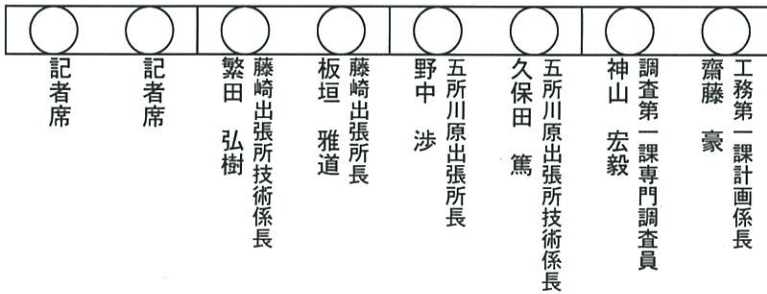 工務第一課計画係長
齋藤 豪
調査第一課専門調査員
神山 宏毅
五所川原出張所技術係長
久保田 篤
五所川原出張所長
野中 渉
藤崎出張所長
板垣 雅道
藤崎出張所技術係長
繁田 弘樹
記者席
記者席